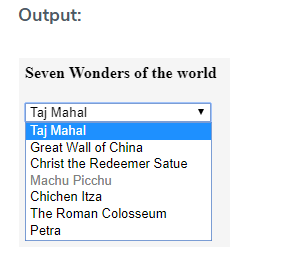 Output:
Seven Wonders of the world
Taj Mahal
Taj Mahal
Great Wall of China
Christ the Redeemer Satue
Machu Picchu
Chichen Itza
The Roman Colosseum
Petra